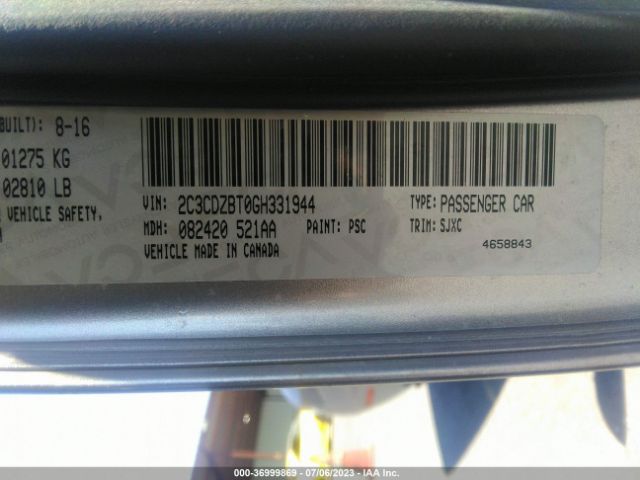 BUILT): 8-16
01275 KG
02810 LB
VEHICLE SAFETY,
VIN: 2C3CDZBT0GH331944 TYPE: PASSENGER CAR
MDH: 082420 521AA PAINT: PSC TRIM: SJXC
VEHICLE MADE IN CANADA 4658843
000-36999869 / 07/06/2023 - IAA Inc.